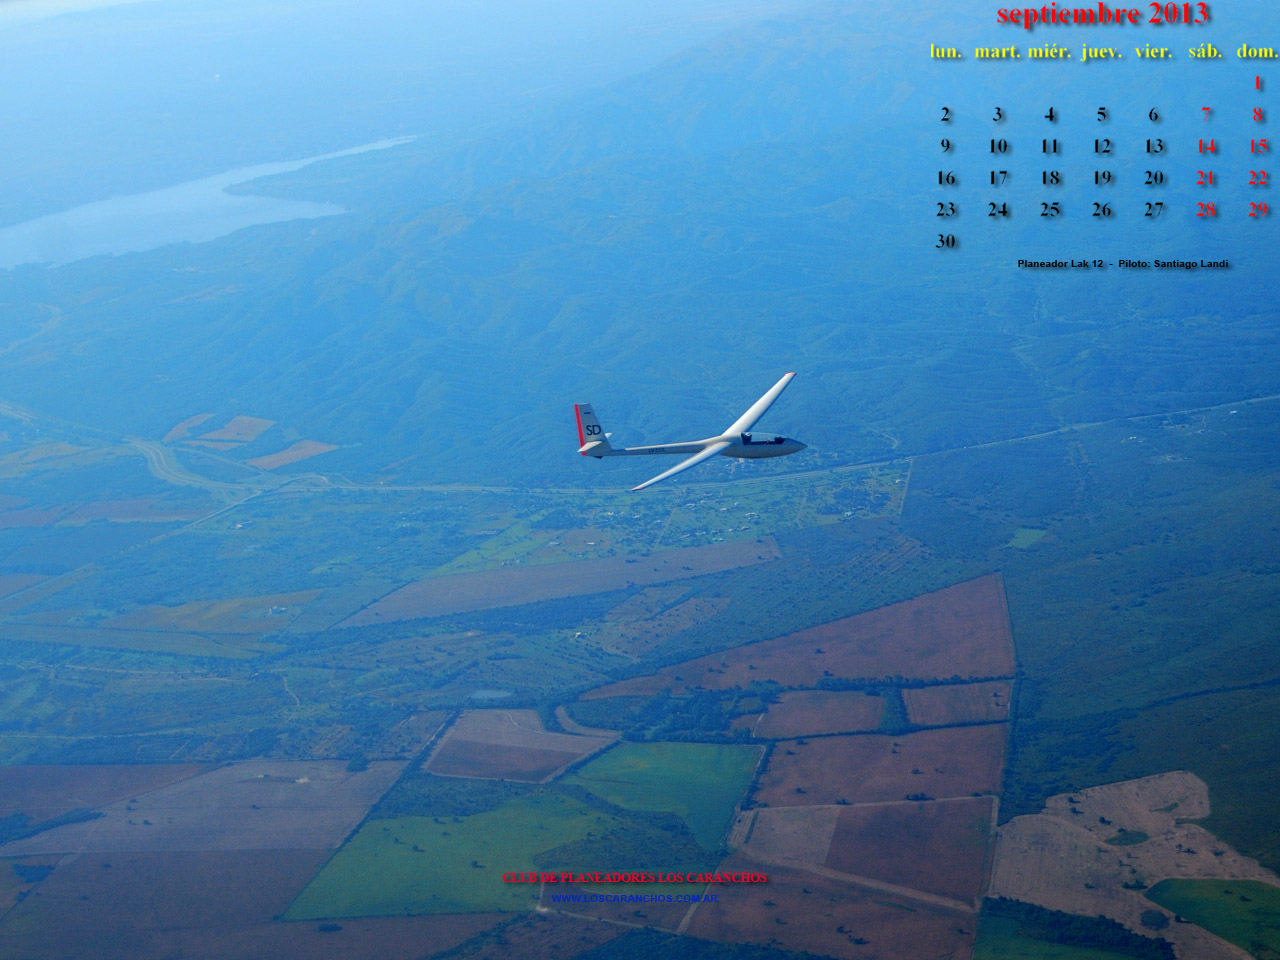 septiembre 2013
lun. mart. miér. juev. vier. sáb. dom.
1
2 3 4 5 6 7 8
9 10 11 12 13 14 15
16 17 18 19 20 21 22
23 24 25 26 27 28 29
30
Planeador Lak 12 - Piloto: Santiago Landi
SD
CLUB DE PLANEADORES LOS CARANCHOS
WWW.LOSCARANCHOS.COM.AR